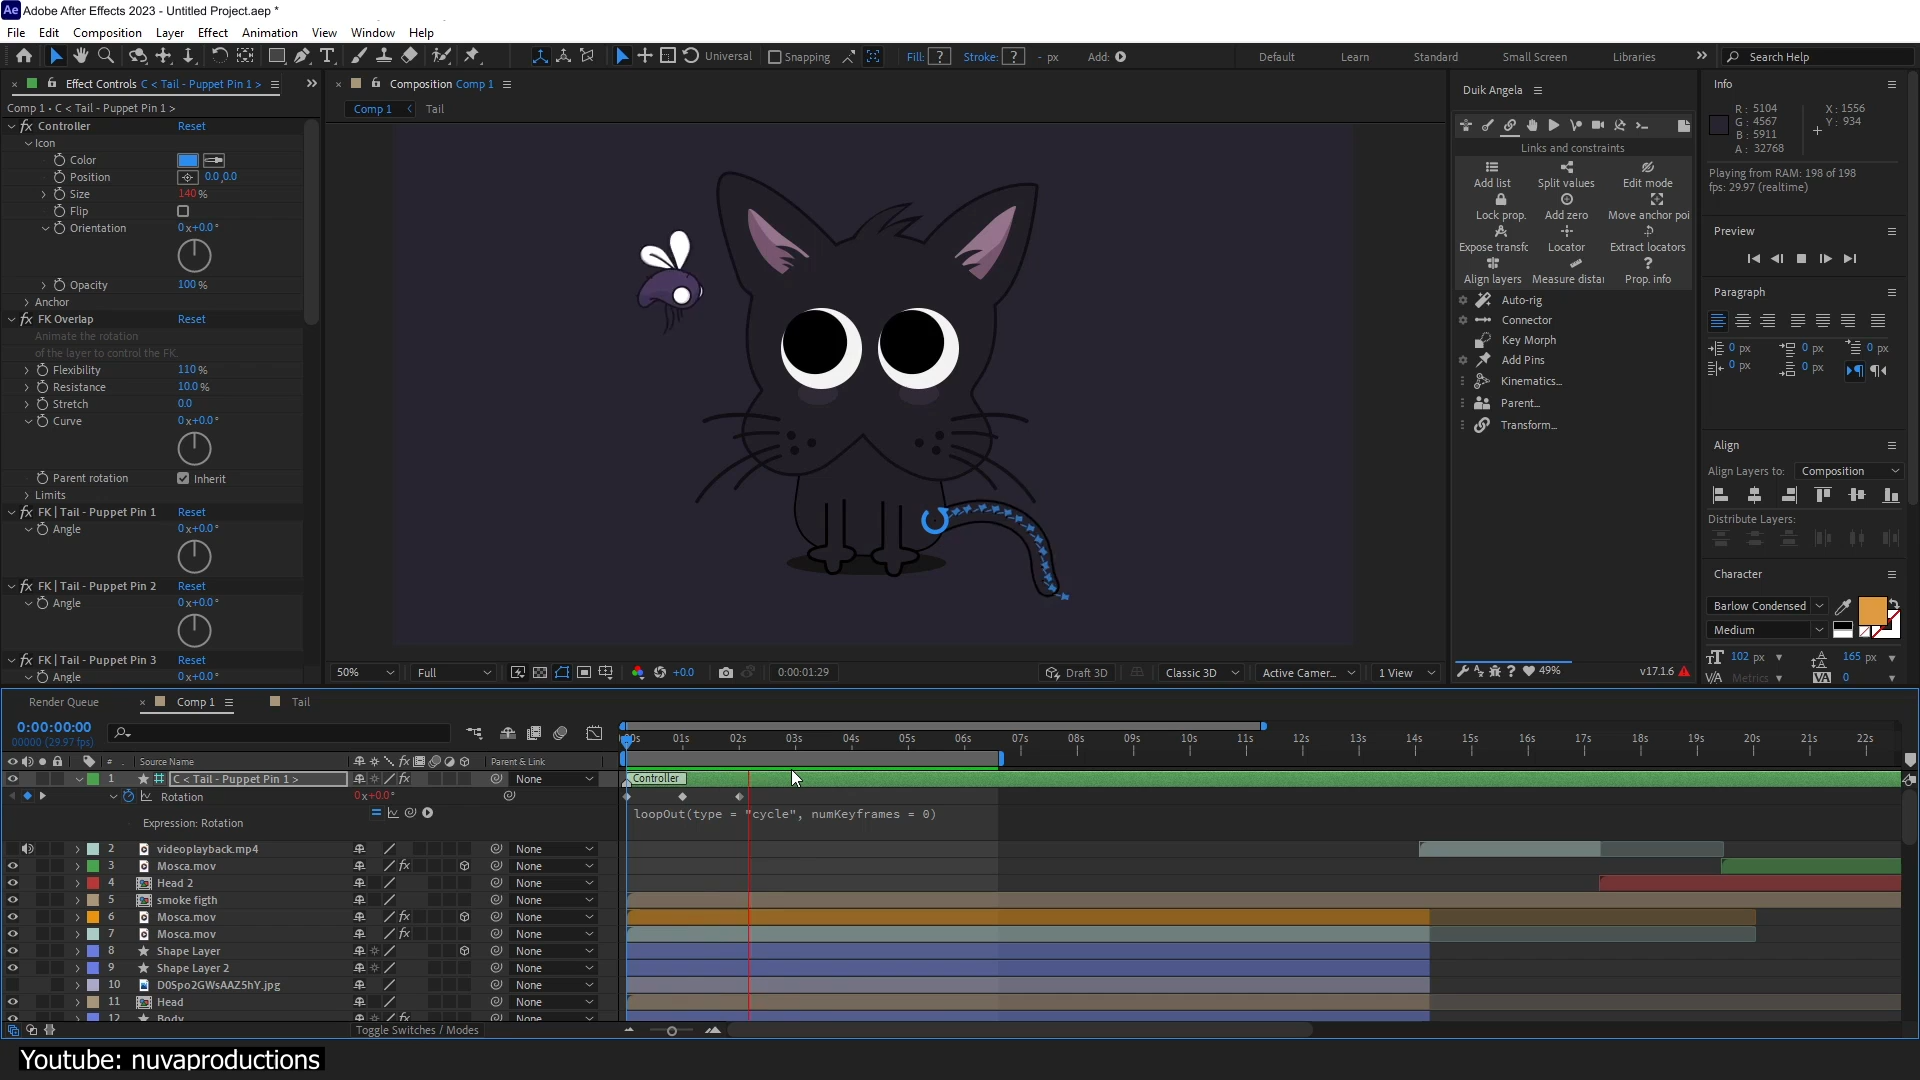 Adobe After Effects 2023 - Untitled Project.aep *
File Edit Composition Layer Effect Animation View Window Help
Universal Snapping Fill: ? Stroke: ? - px Add: Default Learn Standard Small Screen Libraries Search Help
Effect Controls C < Tail - Puppet Pin 1 >
Comp 1 • C < Tail - Puppet Pin 1 >
fx Controller Reset
Icon
Color
Position 0.0,0.0
Size 140 %
Flip
Orientation 0x+0.0°
Opacity 100 %
Anchor
fx FK Overlap Reset
Animate the rotation
of the layer to control the FK.
Flexibility 110 %
Resistance 10.0 %
Stretch 0.0
Curve 0x+0.0°
Parent rotation Inherit
Limits
fx FK | Tail - Puppet Pin 1 Reset
Angle 0x+0.0°
fx FK | Tail - Puppet Pin 2 Reset
Angle 0x+0.0°
fx FK | Tail - Puppet Pin 3 Reset
Angle 0x+0.0°
Composition Comp 1
Comp 1 Tail
50% Full +0.0 0:00:01:29 Draft 3D Classic 3D Active Camer... 1 View
Duik Angela
Links and constraints
Add list Split values Edit mode
Lock prop. Add zero Move anchor poi
Expose transfc Locator Extract locators
Align layers Measure distar Prop. info
Auto-rig
Connector
Key Morph
Add Pins
Kinematics...
Parent...
Transform...
49% v17.1.6
Info
R: 5104 X: 1556
G: 4567 Y: 934
B: 5911
A: 32768
Playing from RAM: 198 of 198
fps: 29.97 (realtime)
Preview
Paragraph
0 px 0 px 0 px
0 px 0 px
Align
Align Layers to: Composition
Distribute Layers:
Character
Barlow Condensed
Medium
102 px 165 px
Metrics 0
Render Queue Comp 1 Tail
0:00:00:00
00000 (29.97 fps)
:00s 01s 02s 03s 04s 05s 06s 07s 08s 09s 10s 11s 12s 13s 14s 15s 16s 17s 18s 19s 20s 21s 22s
# Source Name Parent & Link
1 C < Tail - Puppet Pin 1 > None Controller
Rotation 0x+0.0°
Expression: Rotation loopOut(type = "cycle", numKeyframes = 0)
2 videoplayback.mp4 None
3 Mosca.mov None
4 Head 2 None
5 smoke figth None
6 Mosca.mov None
7 Mosca.mov None
8 Shape Layer None
9 Shape Layer 2 None
10 D0Spo2GWsAAZ5hY.jpg None
11 Head None
12 Body None
Toggle Switches / Modes
Youtube: nuvaproductions